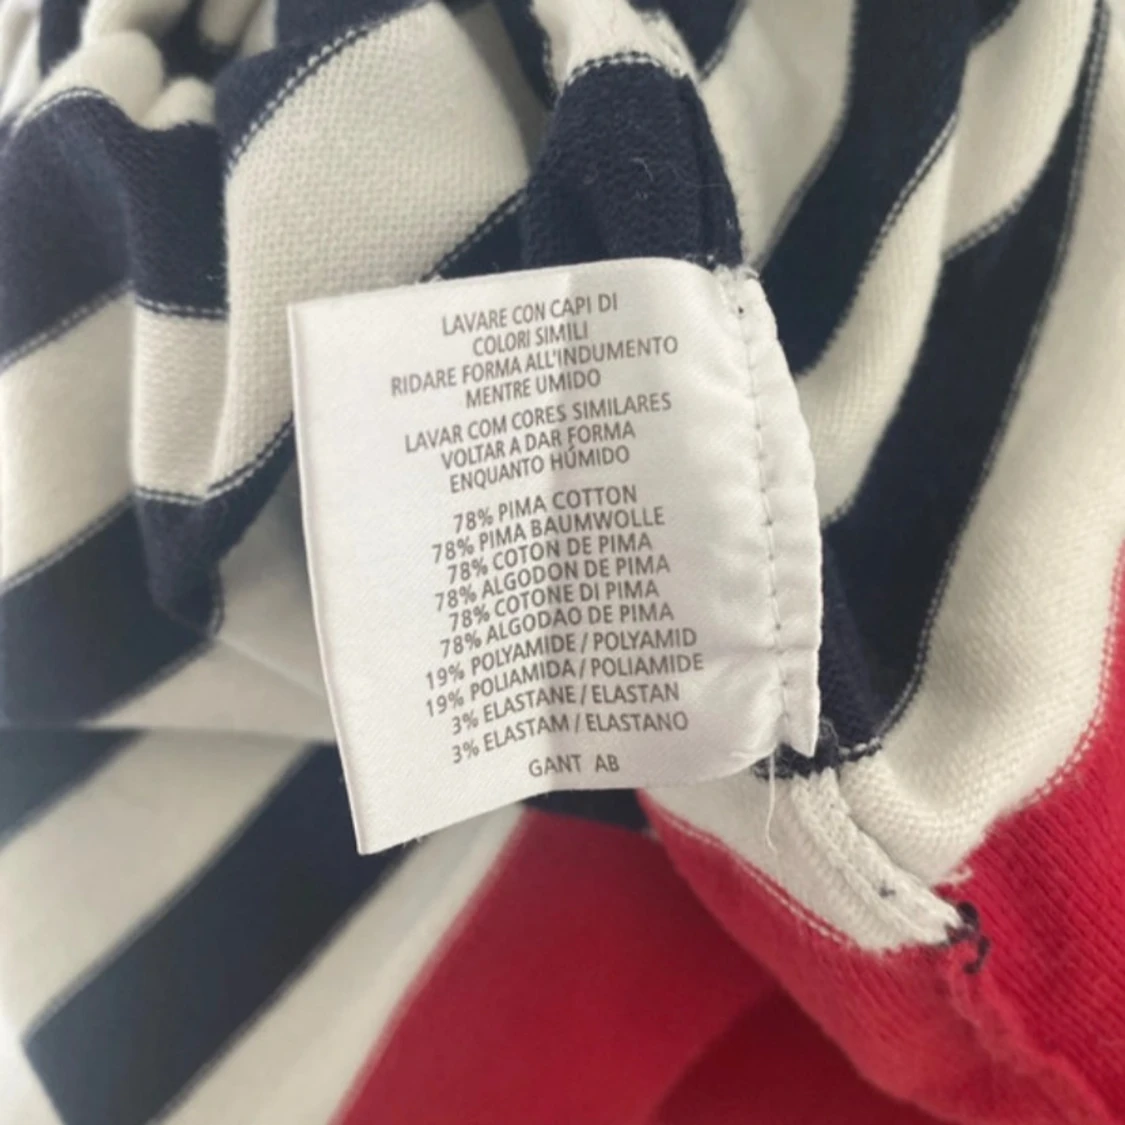 LAVARE CON CAPI DI
COLORI SIMILI
RIDARE FORMA ALL'INDUMENTO
MENTRE UMIDO
LAVAR COM CORES SIMILARES
VOLTAR A DAR FORMA
ENQUANTO HÚMIDO
78% PIMA COTTON
78% PIMA BAUMWOLLE
78% COTON DE PIMA
78% ALGODON DE PIMA
78% COTONE DI PIMA
78% ALGODAO DE PIMA
19% POLYAMIDE / POLYAMID
19% POLIAMIDA / POLIAMIDE
3% ELASTANE / ELASTAN
3% ELASTAM / ELASTANO
GANT AB